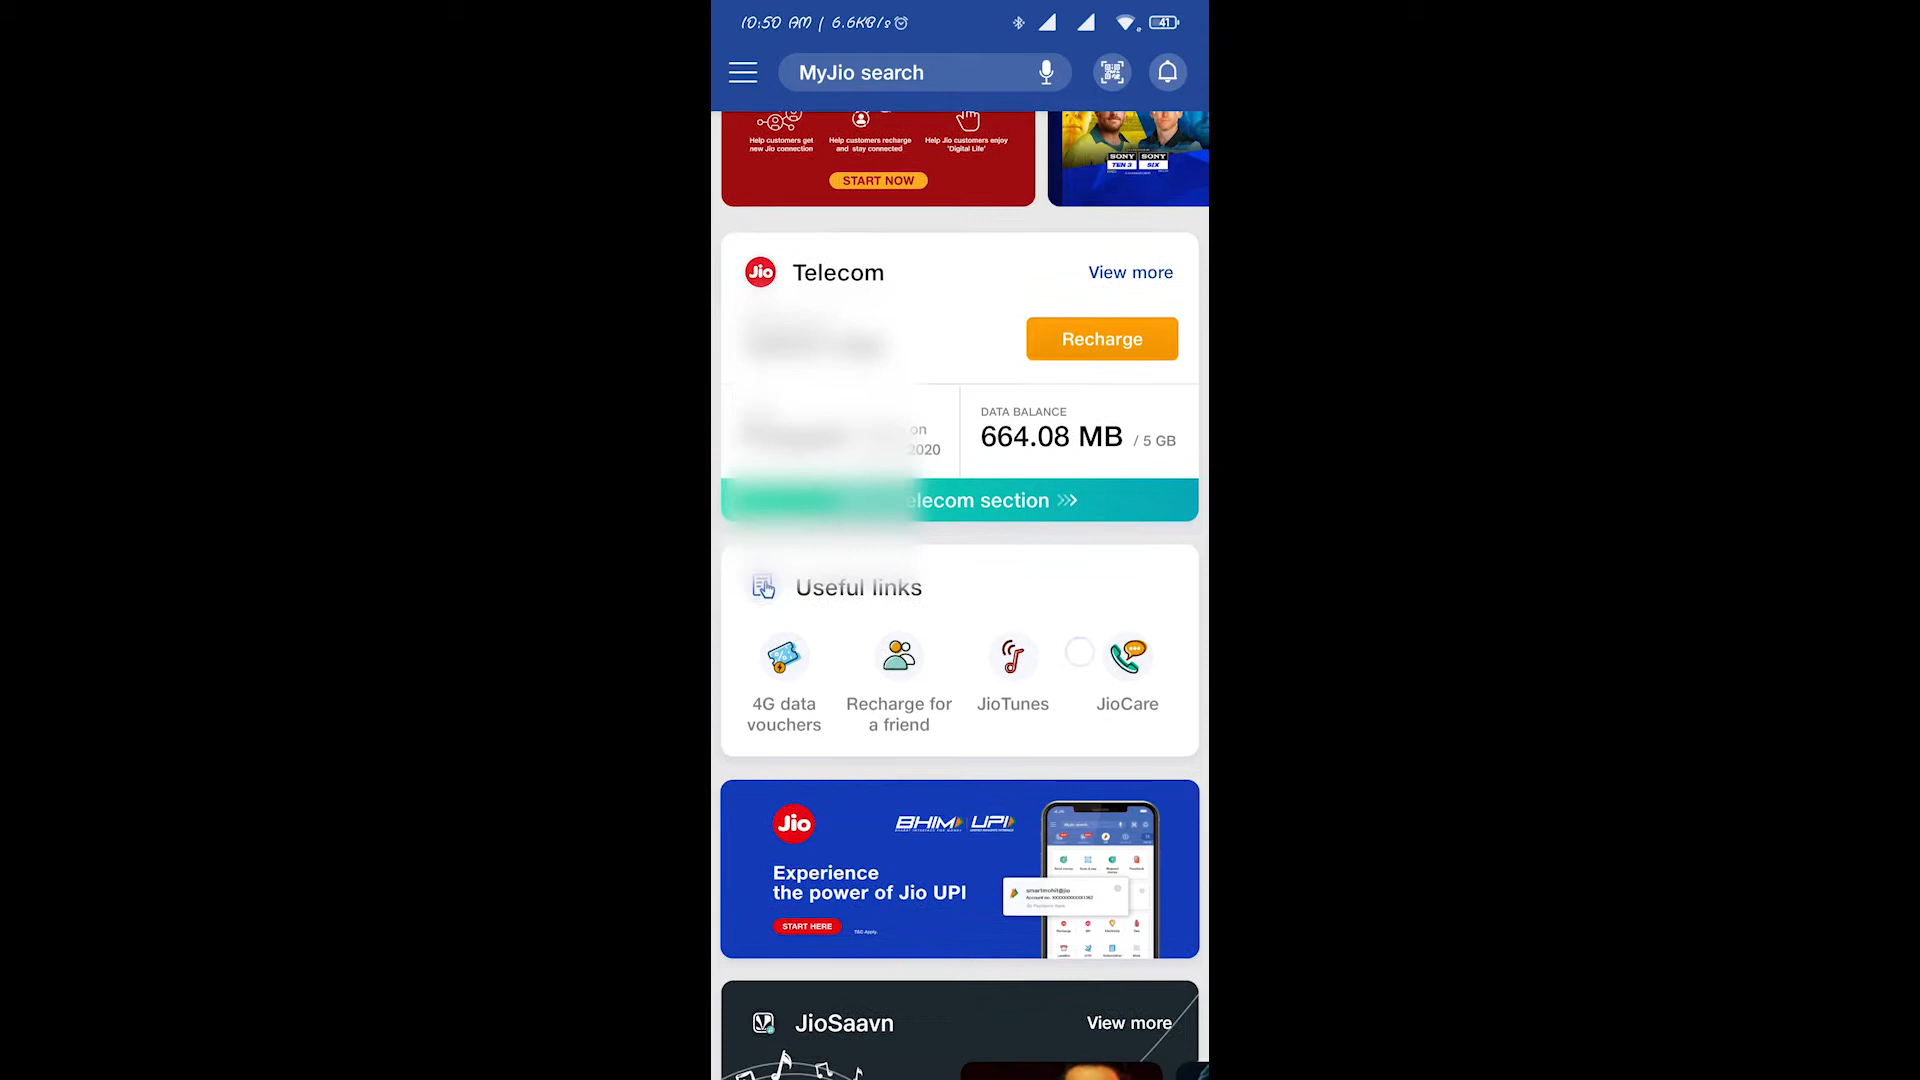 10:50 AM | 6.6KB/s
41
MyJio search
Help customers get
new Jio connection
Help customers recharge
and stay connected
Help Jio customers enjoy
'Digital Life'
START NOW
SONY SONY
TEN 3 SIX
Jio Telecom
View more
Recharge
on
2020
DATA BALANCE
664.08 MB / 5 GB
elecom section
Useful links
4G data
vouchers
Recharge for
a friend
JioTunes
JioCare
Jio
BHIM UPI
Experience
the power of Jio UPI
START HERE
T&C Apply.
smartmohit@jio
JioSaavn
View more